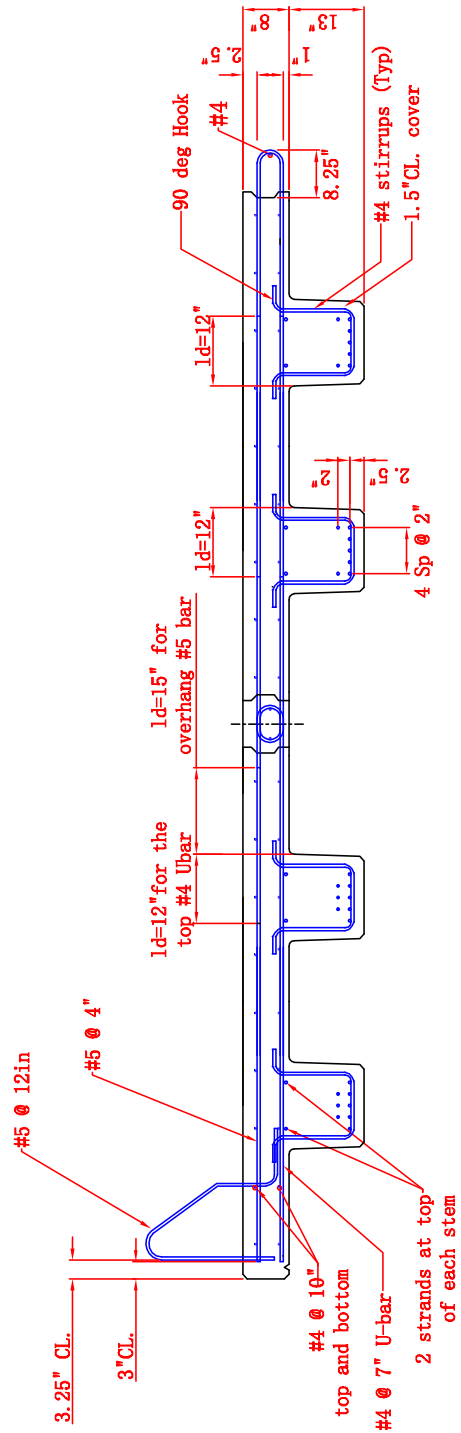 3.25" CL.
3"CL.
#5 @ 12in
#5 @ 4"
ld=12"for the
top #4 Ubar
ld=15" for
overhang #5 bar
ld=12"
ld=12"
90 deg Hook
#4
2.5"
8"
1"
13"
8.25"
#4 stirrups (Typ)
1.5"CL. cover
2"
2.5"
4 Sp @ 2"
#4 @ 10"
top and bottom
#4 @ 7" U-bar
2 strands at top
of each stem